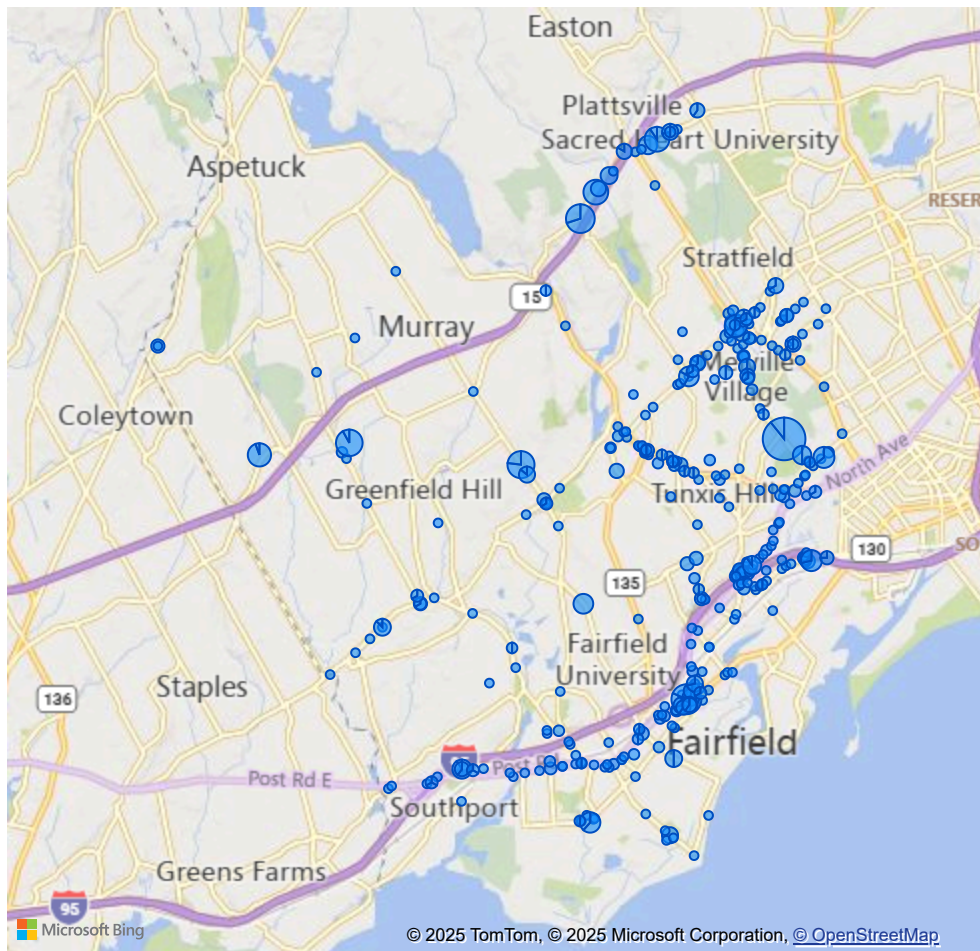 Easton
Plattsville
Sacred Heart University
Aspetuck
RESER
Stratfield
15
Murray
Melville
Village
Coleytown
North Ave
Greenfield Hill
Tunxis Hill
SO
130
135
Fairfield
University
Staples
136
Fairfield
Post Rd E
Post R
Southport
Greens Farms
95
Microsoft Bing
© 2025 TomTom, © 2025 Microsoft Corporation, © OpenStreetMap